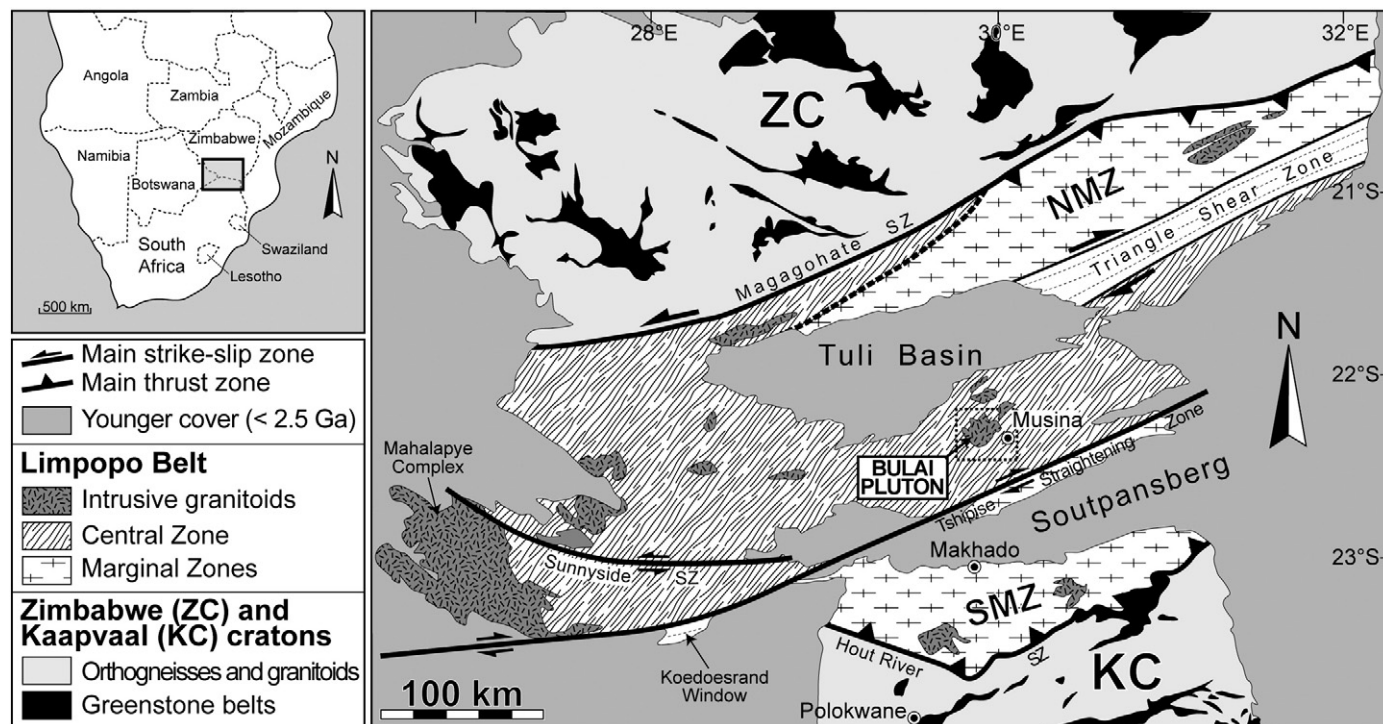 Angola
Zambia
Mozambique
Zimbabwe
Namibia
Botswana
N
South
Africa
Swaziland
Lesotho
500 km
Main strike-slip zone
Main thrust zone
Younger cover (< 2.5 Ga)
Limpopo Belt
Intrusive granitoids
Central Zone
Marginal Zones
Zimbabwe (ZC) and
Kaapvaal (KC) cratons
Orthogneisses and granitoids
Greenstone belts
28°E
30°E
32°E
ZC
NMZ
21°S
Triangle Shear Zone
Magagohate SZ
Tuli Basin
N
22°S
Musina
BULAI
PLUTON
Mahalapye
Complex
Tshipise Straightening Zone
Soutpansberg
Sunnyside SZ
Makhado
23°S
SMZ
Hout River SZ
KC
Koedoesrand
Window
100 km
Polokwane